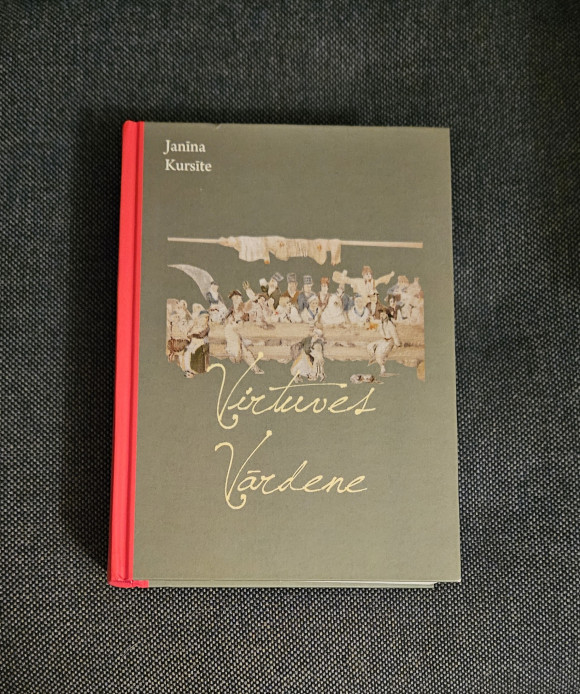 Janīna
Kursīte
Virtuves
Vārdene